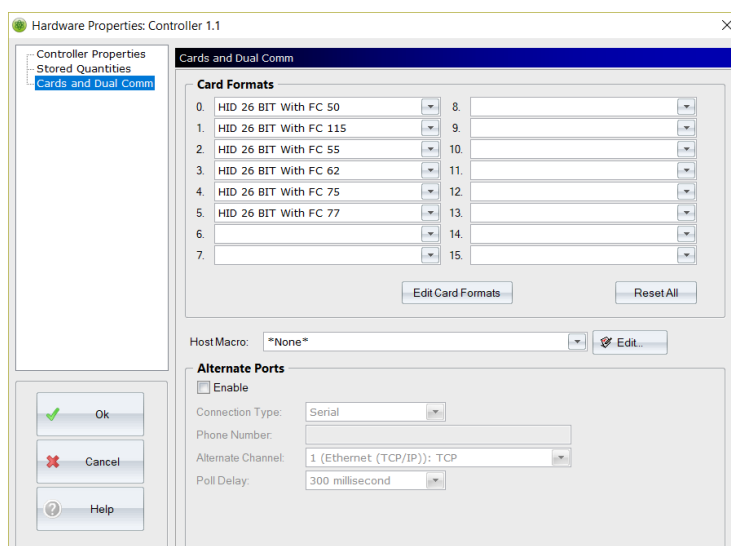 Hardware Properties: Controller 1.1
Controller Properties
Stored Quantities
Cards and Dual Comm
Cards and Dual Comm
Card Formats
0. HID 26 BIT With FC 50 8.
1. HID 26 BIT With FC 115 9.
2. HID 26 BIT With FC 55 10.
3. HID 26 BIT With FC 62 11.
4. HID 26 BIT With FC 75 12.
5. HID 26 BIT With FC 77 13.
6. 14.
7. 15.
Edit Card Formats Reset All
Host Macro: *None* Edit...
Alternate Ports
Enable
Connection Type: Serial
Phone Number:
Alternate Channel: 1 (Ethernet (TCP/IP)): TCP
Poll Delay: 300 millisecond
Ok
Cancel
Help